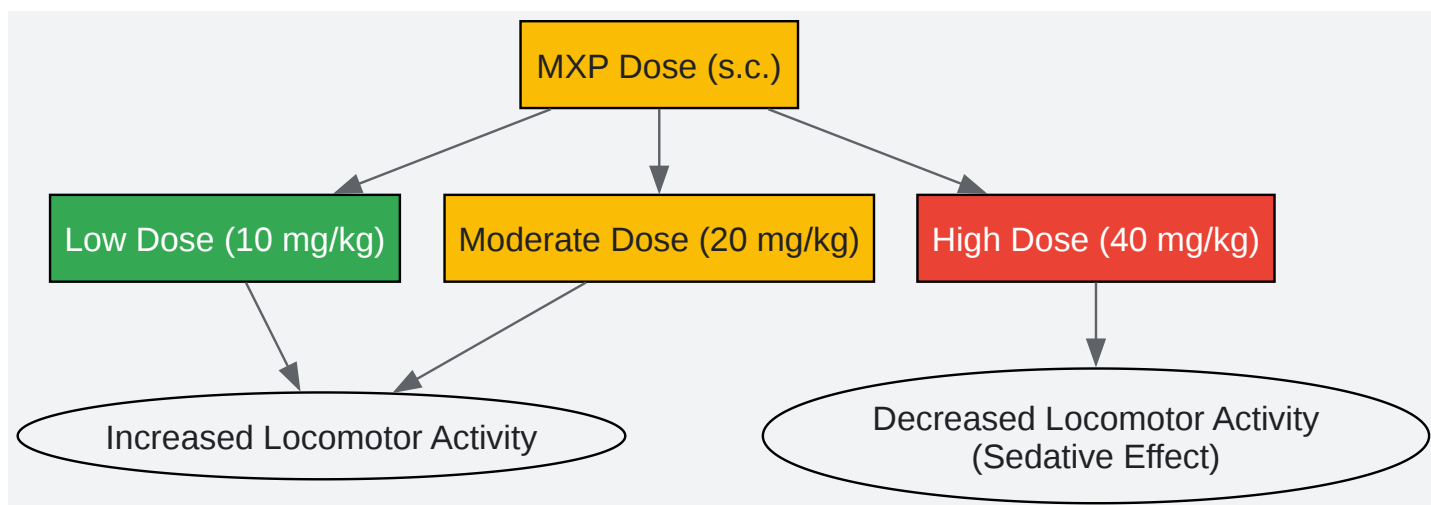 MXP Dose (s.c.)
Low Dose (10 mg/kg)
Moderate Dose (20 mg/kg)
High Dose (40 mg/kg)
Increased Locomotor Activity
Decreased Locomotor Activity
(Sedative Effect)